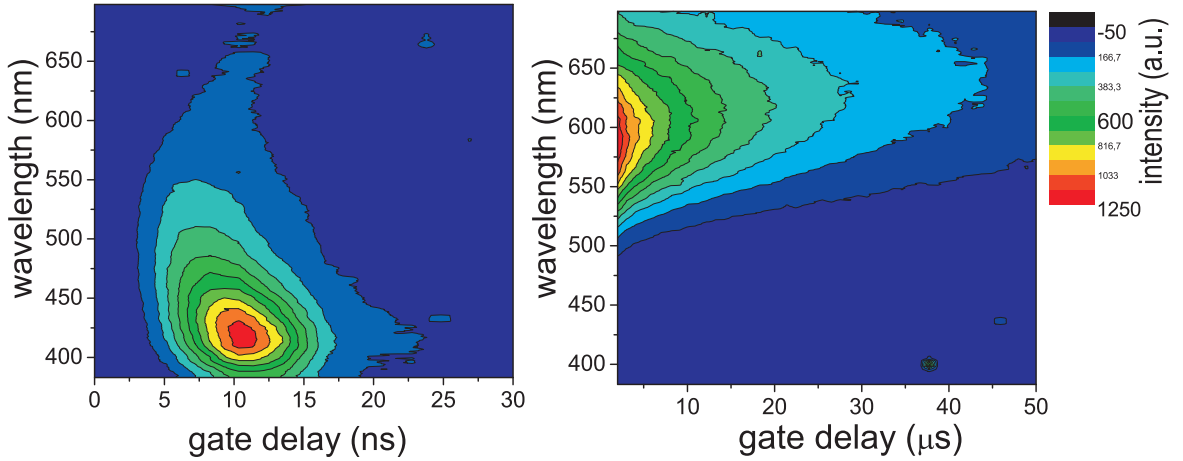 wavelength (nm)
650
600
550
500
450
400
0 5 10 15 20 25 30
gate delay (ns)
wavelength (nm)
650
600
550
500
450
400
10 20 30 40 50
gate delay (μs)
-50
166,7
383,3
600
816,7
1033
1250
intensity (a.u.)